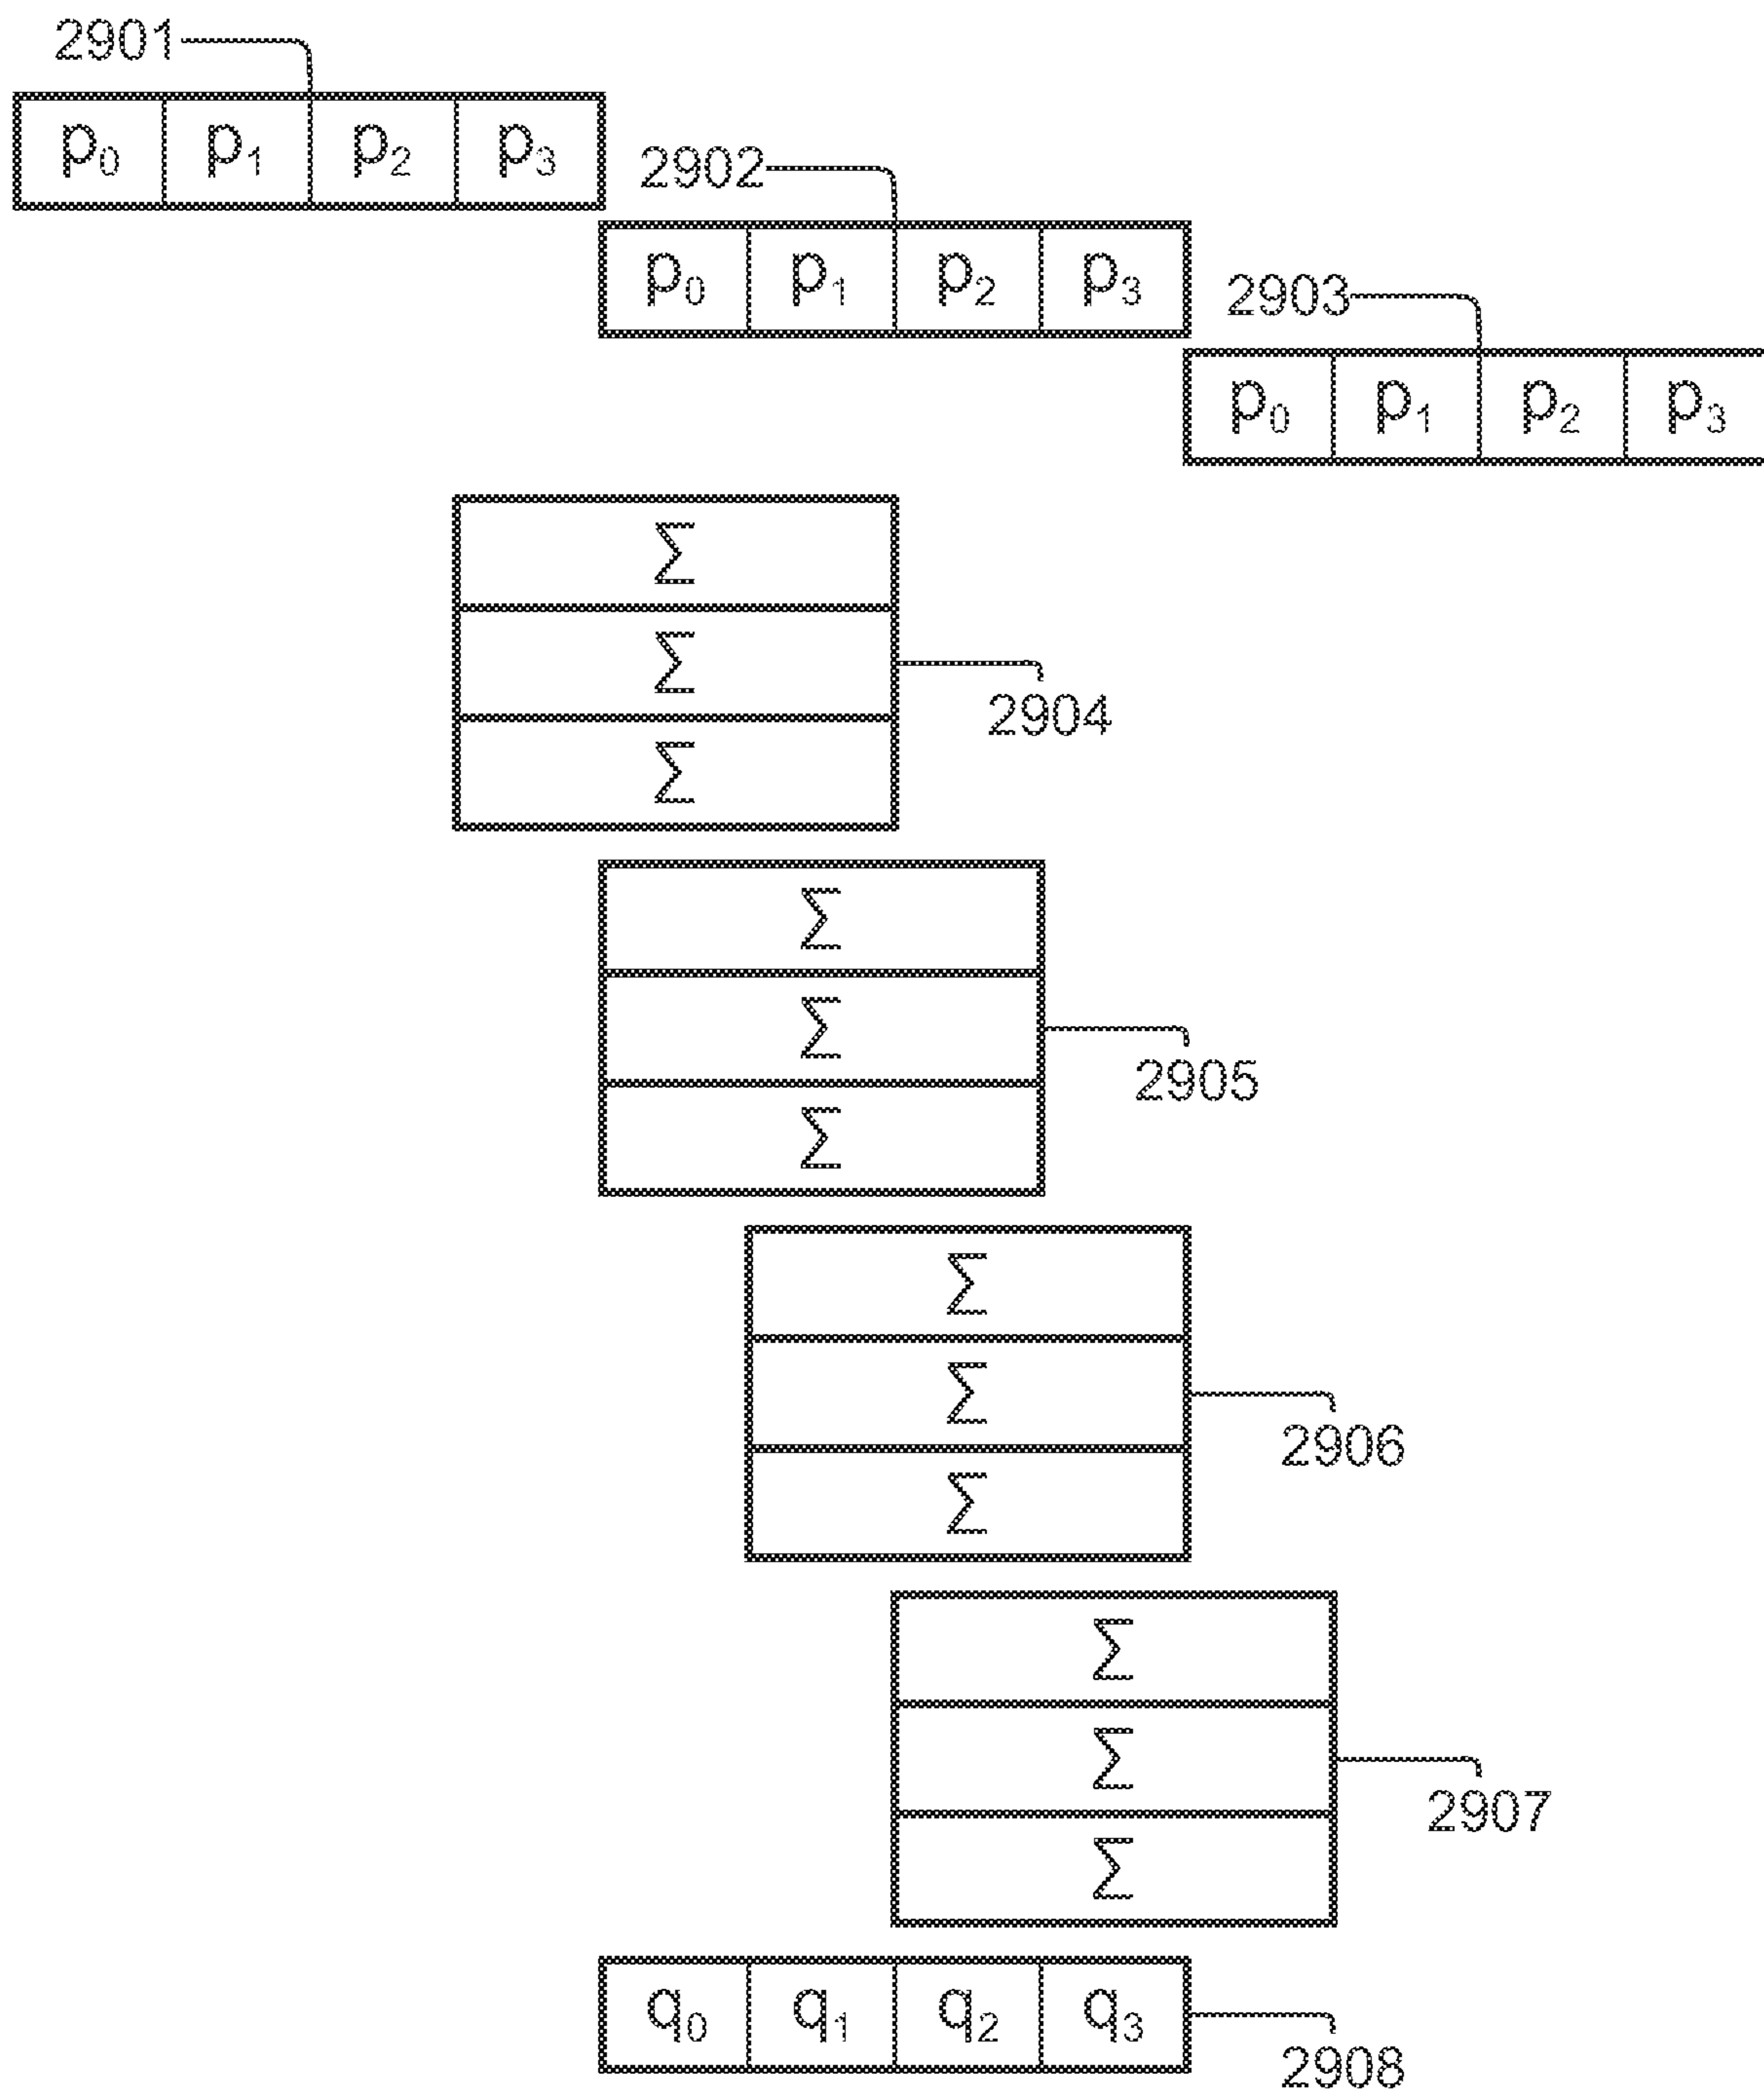 2901
p₀ p₁ p₂ p₃
2902
p₀ p₁ p₂ p₃
2903
p₀ p₁ p₂ p₃
Σ
Σ
2904
Σ
Σ
Σ
2905
Σ
Σ
Σ
2906
Σ
Σ
Σ
2907
Σ
q₀ q₁ q₂ q₃
2908